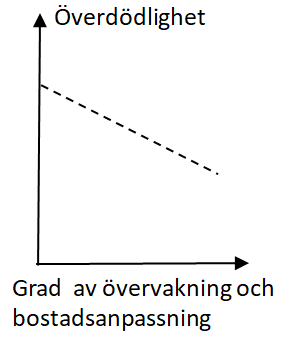 Överdödlighet
Grad av övervakning och
bostadsanpassning